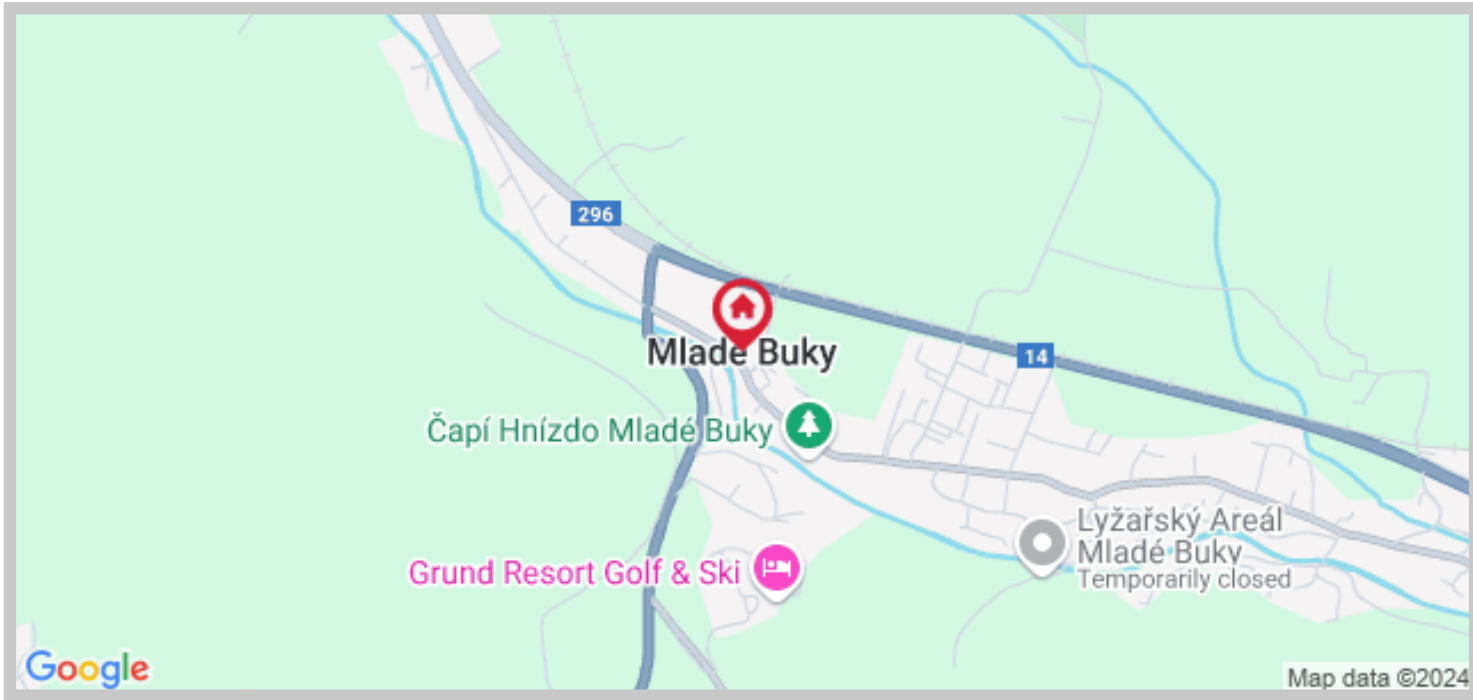 296
Mladé Buky
14
Čapí Hnízdo Mladé Buky
Lyžařský Areál
Mladé Buky
Temporarily closed
Grund Resort Golf & Ski
Google
Map data ©2024